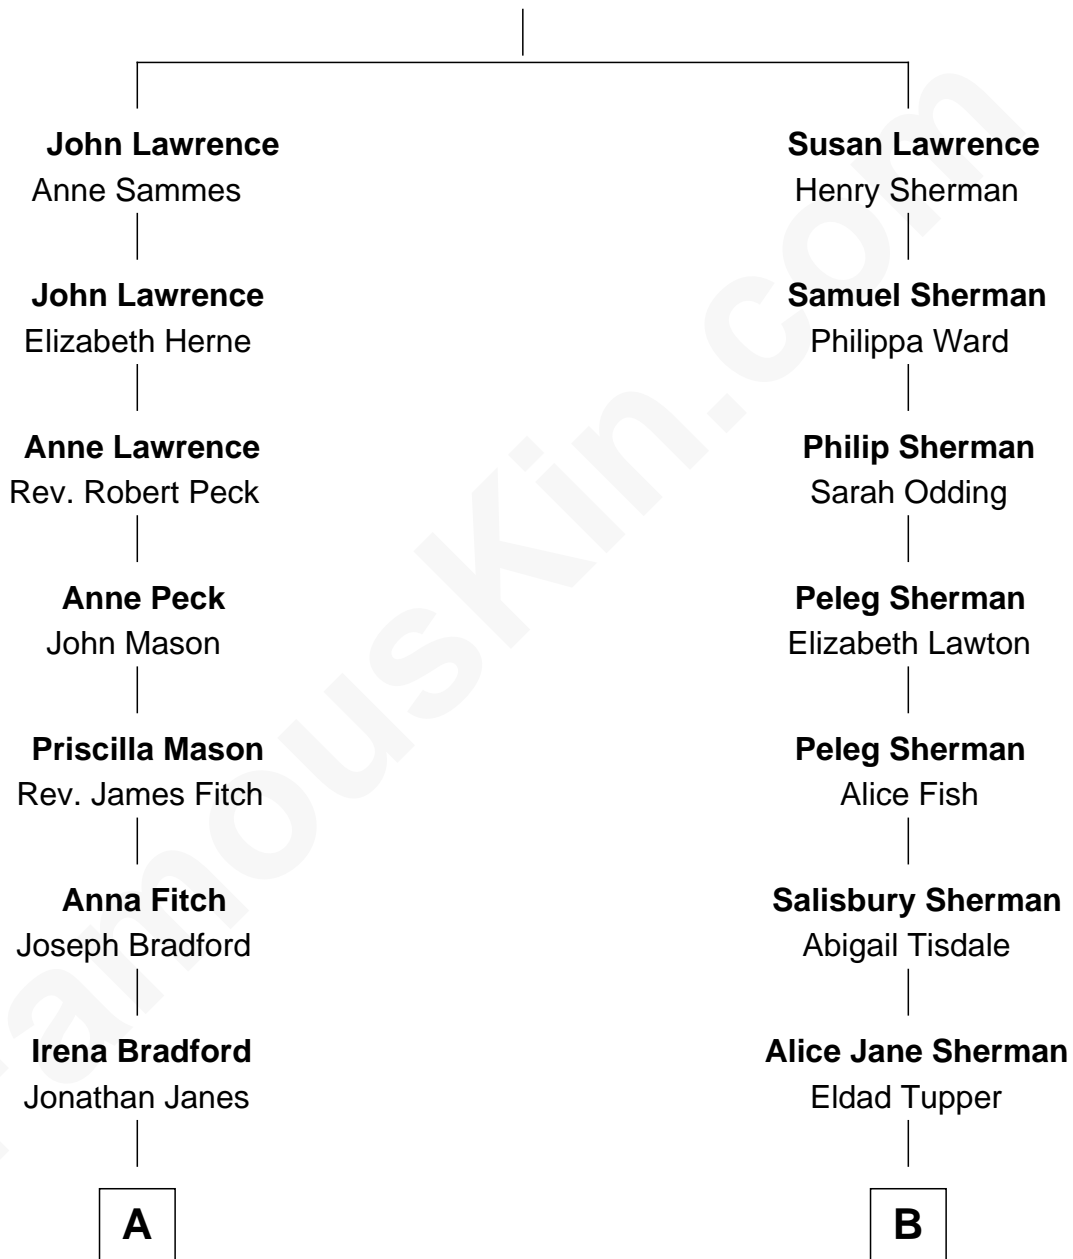 John Lawrence
Anne Sammes
Susan Lawrence
Henry Sherman
John Lawrence
Elizabeth Herne
Samuel Sherman
Philippa Ward
Anne Lawrence
Rev. Robert Peck
Philip Sherman
Sarah Odding
Anne Peck
John Mason
Peleg Sherman
Elizabeth Lawton
Priscilla Mason
Rev. James Fitch
Peleg Sherman
Alice Fish
Anna Fitch
Joseph Bradford
Salisbury Sherman
Abigail Tisdale
Irena Bradford
Jonathan Janes
Alice Jane Sherman
Eldad Tupper
A
B
FamousKin.com